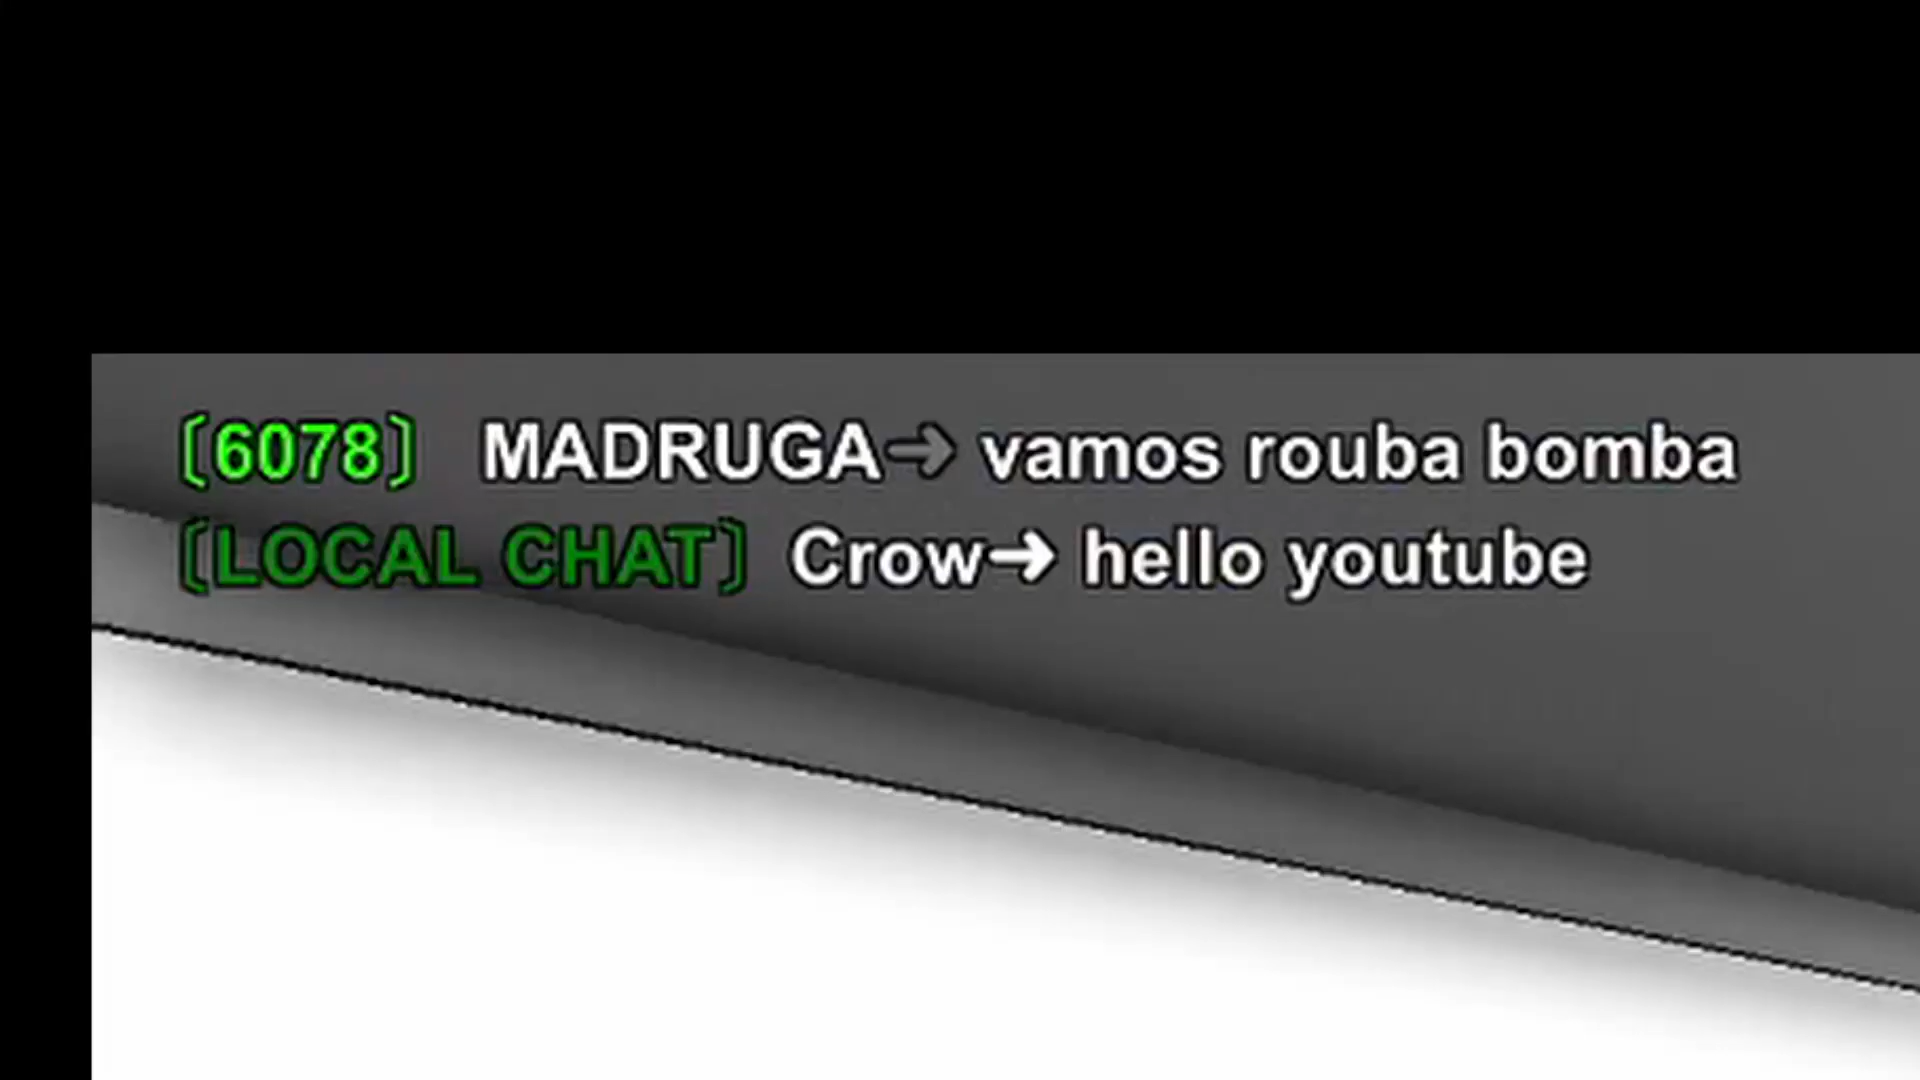 〔6078〕 MADRUGA➔ vamos rouba bomba
〔LOCAL CHAT〕 Crow➔ hello youtube